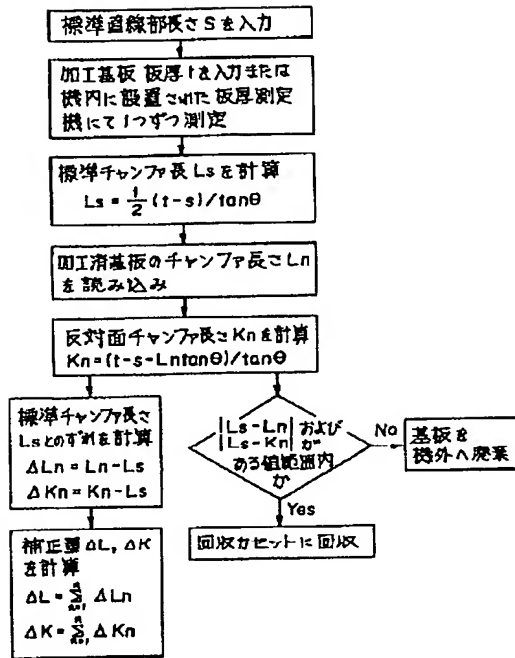 標準直線部長さSを入力
加工基板 板厚tを入力または
機内に設置された板厚測定
機にて1つずつ測定
標準チャンファ長Lsを計算
Ls = 1/2 (t-s)/tanθ
加工済基板のチャンファ長さLn
を読み込み
反対面チャンファ長さKnを計算
Kn=(t-s-Lntanθ)/tanθ
標準チャンファ長さ
Lsとのずれを計算
ΔLn = Ln-Ls
ΔKn = Kn-Ls
補正量ΔL, ΔK
を計算
ΔL = Σ ΔLn
ΔK = Σ ΔKn
|Ls-Ln| および
|Ls-Kn| が
ある値範囲内
か
No
基板を
機外へ廃棄
Yes
回収カセットに回収